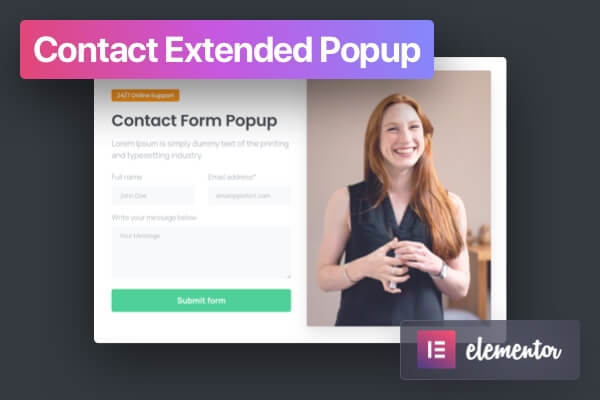 Contact Extended Popup
24/7 Online Support
Contact Form Popup
Lorem Ipsum is simply dummy text of the printing
and typesetting industry.
Full name
Email address*
John Doe
Write your message below
Your Message
Submit form
elementor